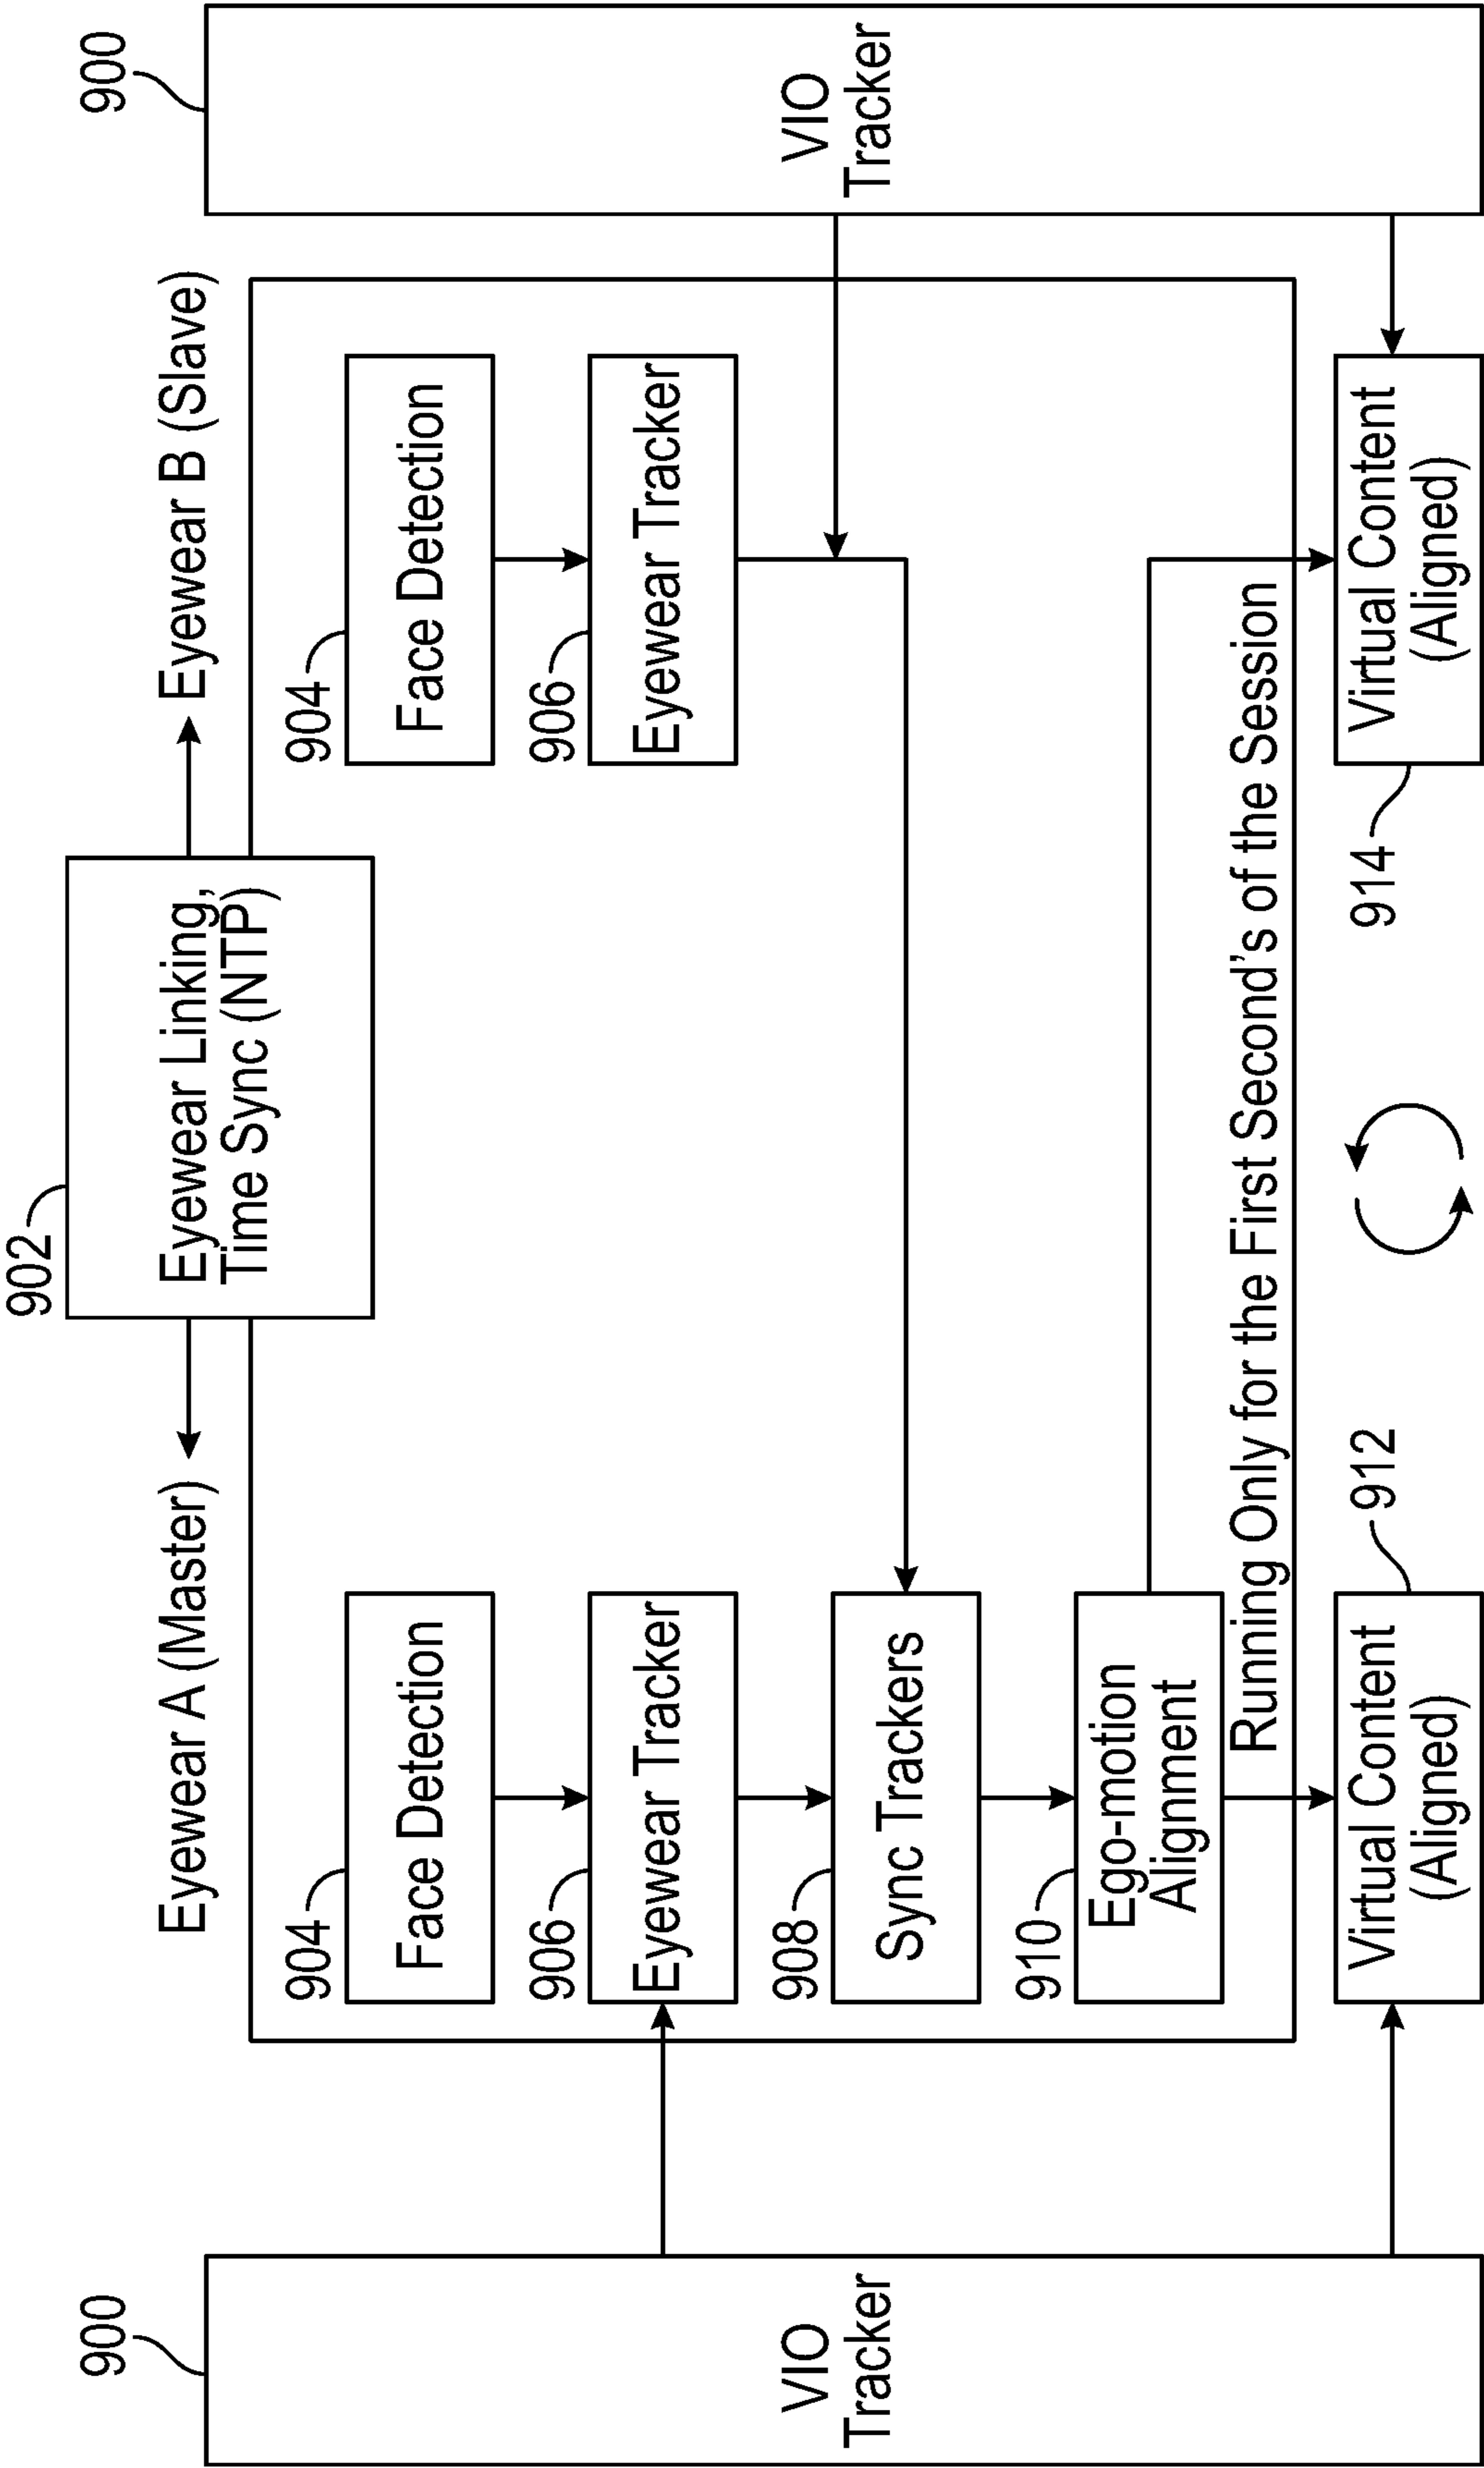 902
Eyewear Linking,
Time Sync (NTP)
900
900
Eyewear A (Master)
Eyewear B (Slave)
904
Face Detection
904
Face Detection
906
Eyewear Tracker
906
Eyewear Tracker
VIO
Tracker
VIO
Tracker
908
Sync Trackers
910
Ego-motion
Alignment
Running Only for the First Second's of the Session
912
Virtual Content
(Aligned)
914
Virtual Content
(Aligned)